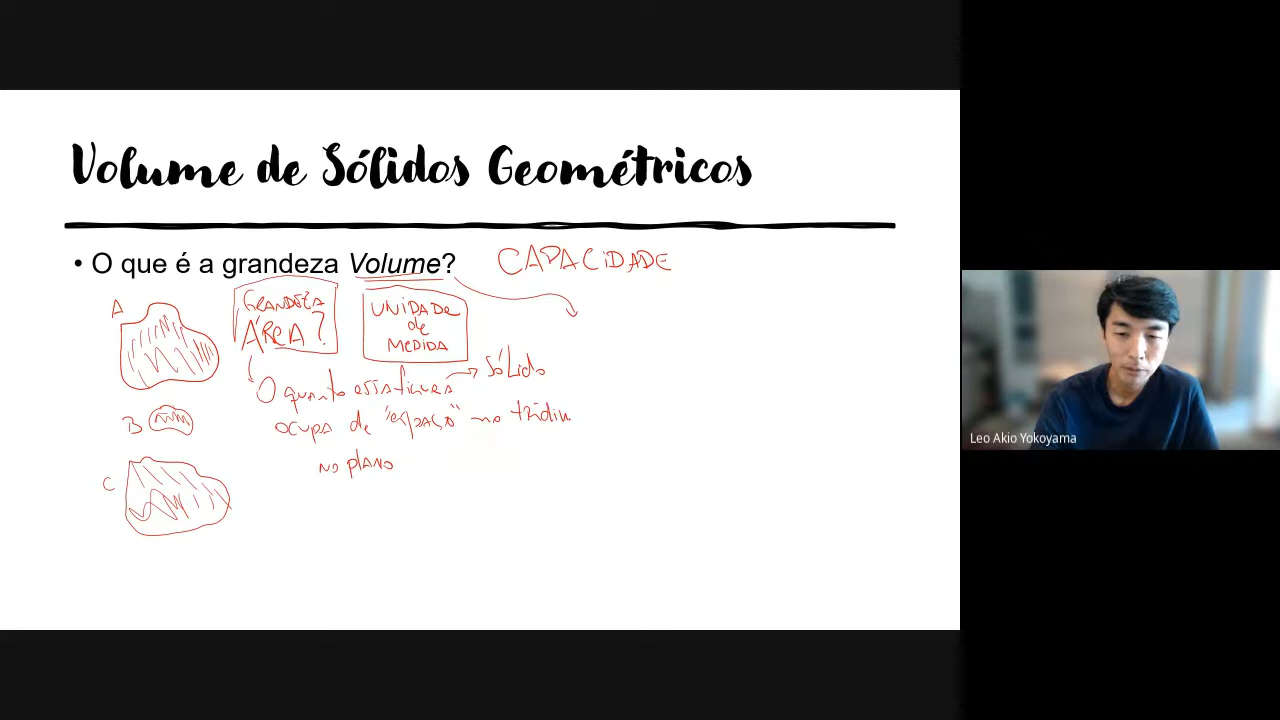 Volume de Sólidos Geométricos
• O que é a grandeza Volume?
CAPACIDADE
A
GRANDEZA
ÁREA?
UNIDADE
de
MEDIDA
O quanto essa figura
Sólido
B
ocupa de "espaço" no tridim
no plano
C
Leo Akio Yokoyama